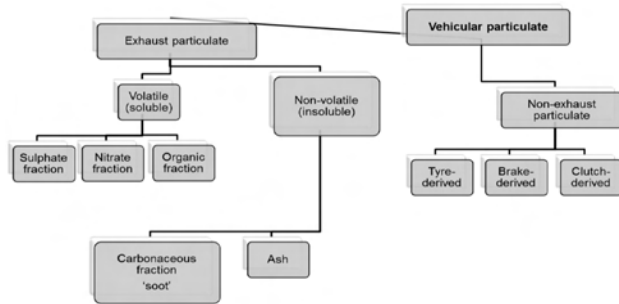 Vehicular particulate
Exhaust particulate
Volatile
(soluble)
Non-volatile
(insoluble)
Non-exhaust
particulate
Sulphate
fraction
Nitrate
fraction
Organic
fraction
Tyre-
derived
Brake-
derived
Clutch-
derived
Carbonaceous
fraction
'soot'
Ash